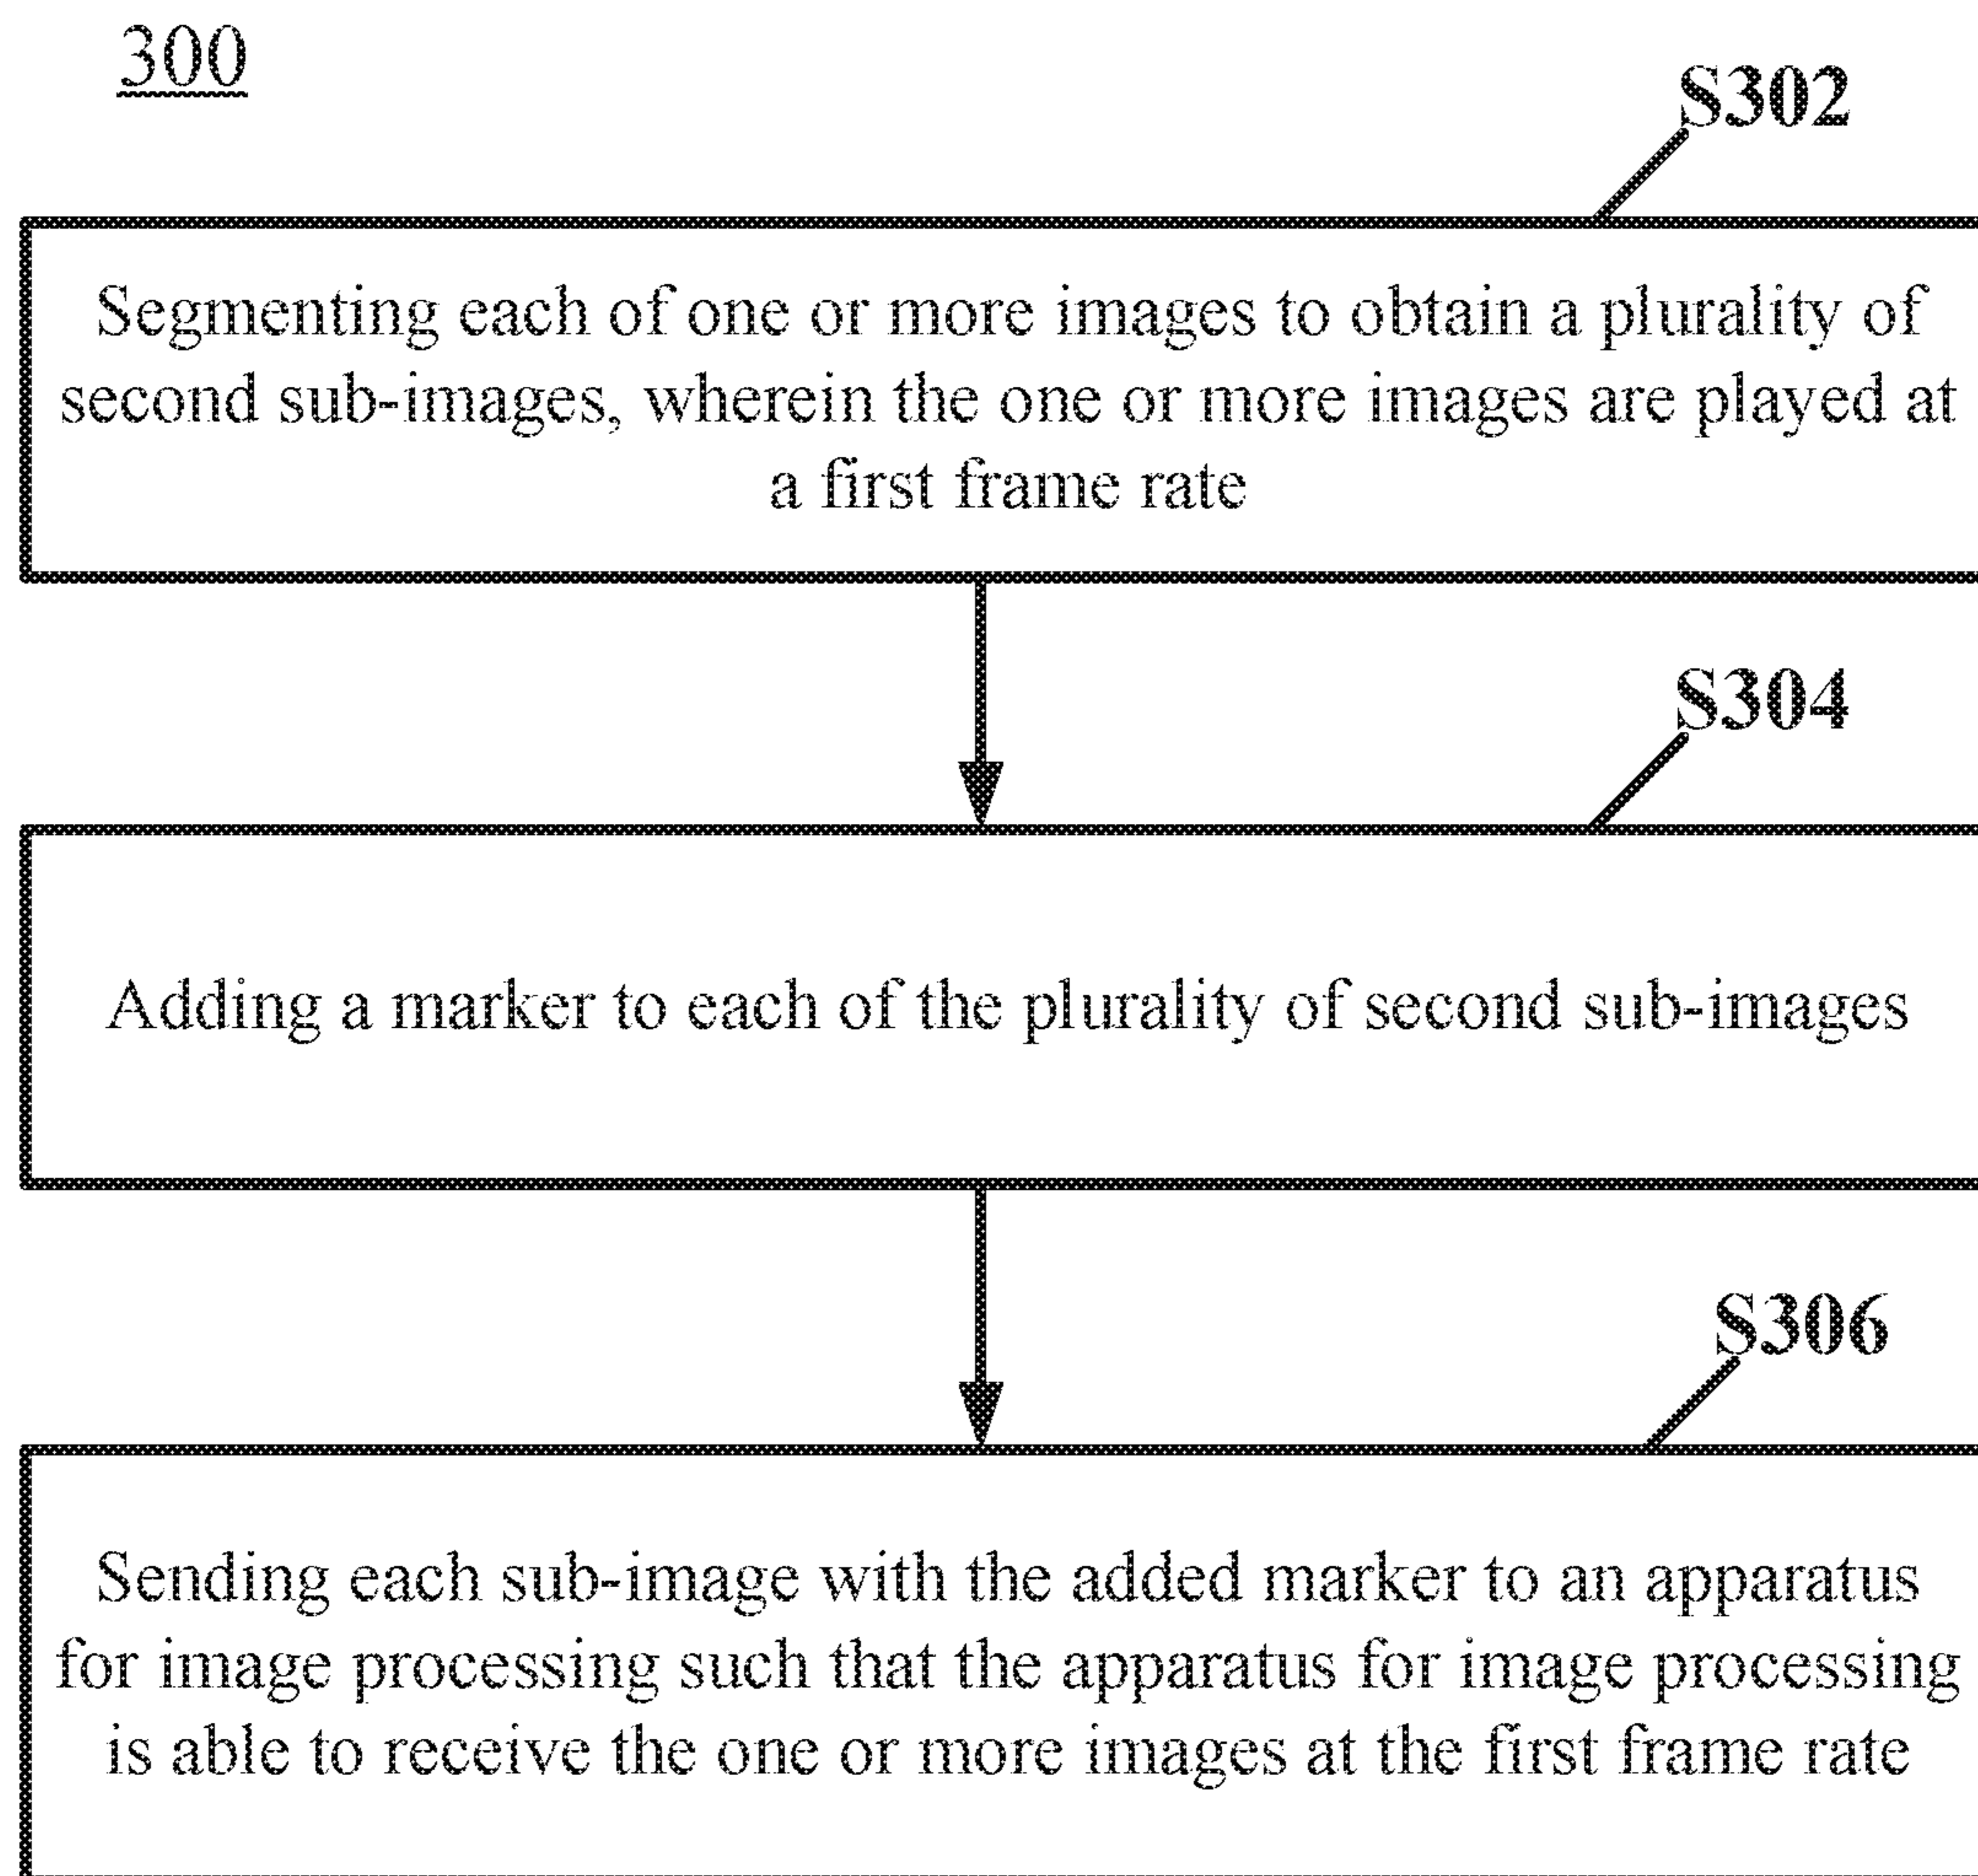 300
S302
Segmenting each of one or more images to obtain a plurality of
second sub-images, wherein the one or more images are played at
a first frame rate
S304
Adding a marker to each of the plurality of second sub-images
S306
Sending each sub-image with the added marker to an apparatus
for image processing such that the apparatus for image processing
is able to receive the one or more images at the first frame rate